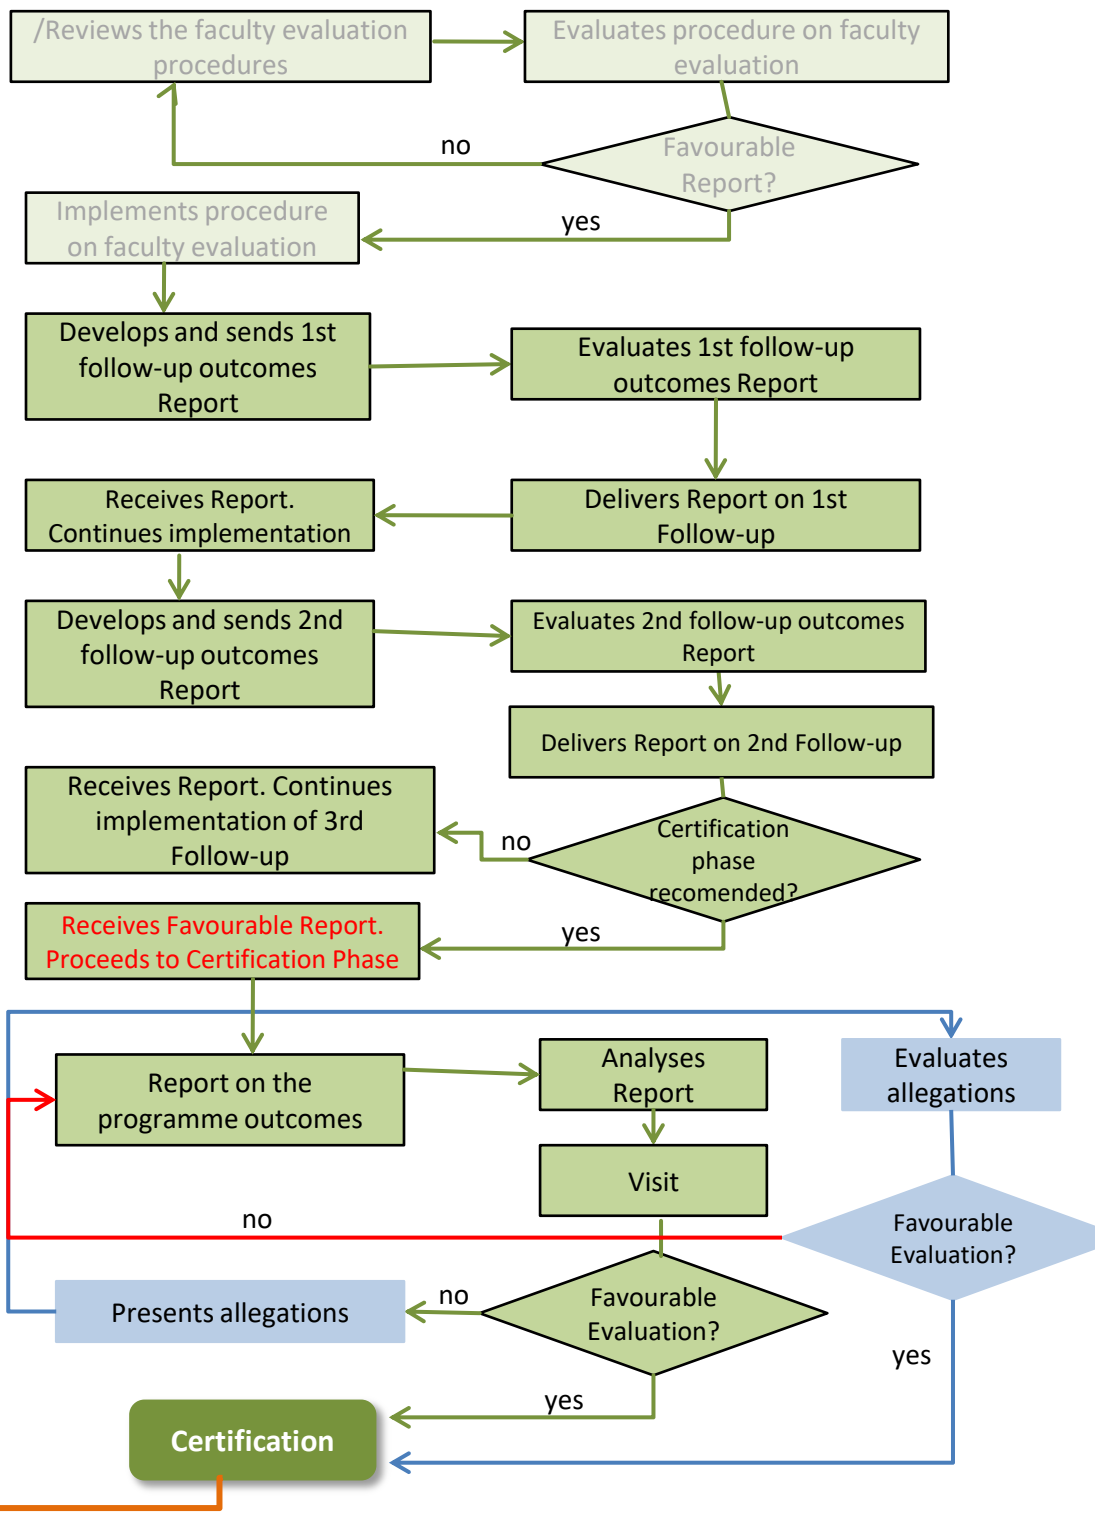 /Reviews the faculty evaluation
procedures
Evaluates procedure on faculty
evaluation
no
Favourable
Report?
Implements procedure
on faculty evaluation
yes
Develops and sends 1st
follow-up outcomes
Report
Evaluates 1st follow-up
outcomes Report
Receives Report.
Continues implementation
Delivers Report on 1st
Follow-up
Develops and sends 2nd
follow-up outcomes
Report
Evaluates 2nd follow-up outcomes
Report
Delivers Report on 2nd Follow-up
Receives Report. Continues
implementation of 3rd
Follow-up
no
Certification
phase
recomended?
Receives Favourable Report.
Proceeds to Certification Phase
yes
Report on the
programme outcomes
Analyses
Report
Evaluates
allegations
Visit
no
Favourable
Evaluation?
Presents allegations
no
Favourable
Evaluation?
yes
yes
Certification